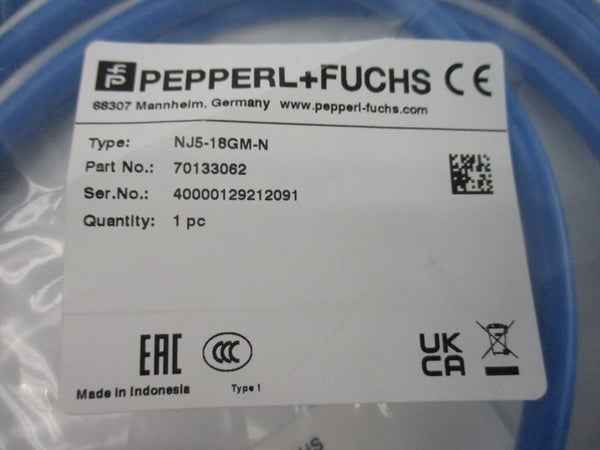 PEPPERL+FUCHS CE
68307 Mannheim, Germany www.pepperl-fuchs.com
Type: NJ5-18GM-N
Part No.: 70133062
Ser.No.: 40000129212091
Quantity: 1 pc
EAC CCC UK CA
Made in Indonesia Type 1